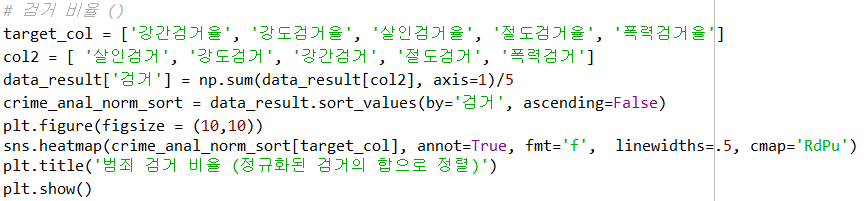 # 검거 비율 ()
target_col = ['강간검거율', '강도검거율', '살인검거율', '절도검거율', '폭력검거율']
col2 = [ '살인검거', '강도검거', '강간검거', '절도검거', '폭력검거']
data_result['검거'] = np.sum(data_result[col2], axis=1)/5
crime_anal_norm_sort = data_result.sort_values(by='검거', ascending=False)
plt.figure(figsize = (10,10))
sns.heatmap(crime_anal_norm_sort[target_col], annot=True, fmt='f',  linewidths=.5, cmap='RdPu')
plt.title('범죄 검거 비율 (정규화된 검거의 합으로 정렬)')
plt.show()